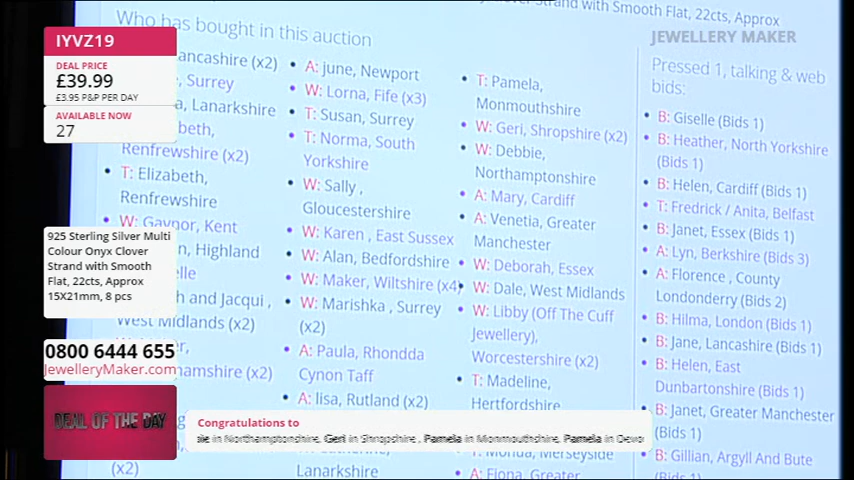 Strand with Smooth Flat, 22cts, Approx
Who has bought in this auction
JEWELLERY MAKER
IYVZ19
DEAL PRICE
£39.99
£3.95 P&P PER DAY
AVAILABLE NOW
27
925 Sterling Silver Multi
Colour Onyx Clover
Strand with Smooth
Flat, 22cts, Approx
15X21mm, 8 pcs
0800 6444 655
JewelleryMaker.com
DEAL OF THE DAY
ancashire (x2)
, Surrey
, Lanarkshire
beth,
Renfrewshire (x2)
T: Elizabeth,
Renfrewshire
W: Gaynor, Kent
n, Highland
elle
h and Jacqui ,
West Midlands (x2)
hamshire (x2)
(x2)
A: June, Newport
W: Lorna, Fife (x3)
T: Susan, Surrey
T: Norma, South
Yorkshire
W: Sally ,
Gloucestershire
W: Karen , East Sussex
W: Alan, Bedfordshire
W: Maker, Wiltshire (x4)
W: Marishka , Surrey
(x2)
A: Paula, Rhondda
Cynon Taff
A: lisa, Rutland (x2)
Lanarkshire
T: Pamela,
Monmouthshire
W: Geri, Shropshire (x2)
W: Debbie,
Northamptonshire
A: Mary, Cardiff
A: Venetia, Greater
Manchester
W: Deborah, Essex
W: Dale, West Midlands
W: Libby (Off The Cuff
Jewellery),
Worcestershire (x2)
T: Madeline,
Hertfordshire
Merseyside
A: Fiona, Greater
Pressed 1, talking & web
bids:
B: Giselle (Bids 1)
B: Heather, North Yorkshire
(Bids 1)
B: Helen, Cardiff (Bids 1)
T: Fredrick / Anita, Belfast
B: Janet, Essex (Bids 1)
A: Lyn, Berkshire (Bids 3)
A: Florence , County
Londonderry (Bids 2)
B: Hilma, London (Bids 1)
B: Jane, Lancashire (Bids 1)
B: Helen, East
Dunbartonshire (Bids 1)
B: Janet, Greater Manchester
(Bids 1)
B: Gillian, Argyll And Bute
(Bids 1)
Congratulations to
in Northamptonshire, Geri in Shropshire , Pamela in Monmouthshire, Pamela in Devo